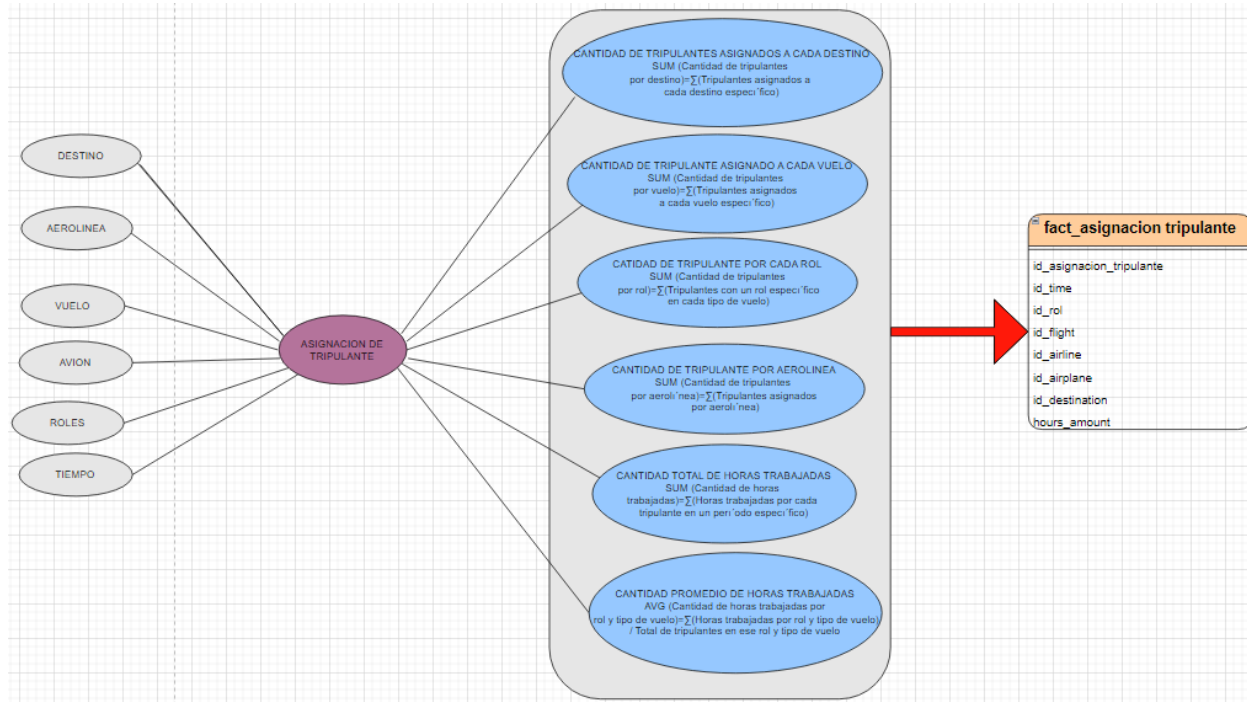 DESTINO
AEROLINEA
VUELO
AVION
ROLES
TIEMPO
ASIGNACION DE
TRIPULANTE
CANTIDAD DE TRIPULANTES ASIGNADOS A CADA DESTINO
SUM (Cantidad de tripulantes
por destino)=∑(Tripulantes asignados a
cada destino especı´fico)
CANTIDAD DE TRIPULANTE ASIGNADO A CADA VUELO
SUM (Cantidad de tripulantes
por vuelo)=∑(Tripulantes asignados
a cada vuelo especı´fico)
CATIDAD DE TRIPULANTE POR CADA ROL
SUM (Cantidad de tripulantes
por rol)=∑(Tripulantes con un rol especı´fico
en cada tipo de vuelo)
CANTIDAD DE TRIPULANTE POR AEROLINEA
SUM (Cantidad de tripulantes
por aerolı´nea)=∑(Tripulantes asignados
por aerolı´nea)
CANTIDAD TOTAL DE HORAS TRABAJADAS
SUM (Cantidad de horas
trabajadas)=∑(Horas trabajadas por cada
tripulante en un perı´odo especı´fico)
CANTIDAD PROMEDIO DE HORAS TRABAJADAS
AVG (Cantidad de horas trabajadas por
rol y tipo de vuelo)=∑(Horas trabajadas por rol y tipo de vuelo)
/ Total de tripulantes en ese rol y tipo de vuelo
fact_asignacion tripulante
id_asignacion_tripulante
id_time
id_rol
id_flight
id_airline
id_airplane
id_destination
hours_amount